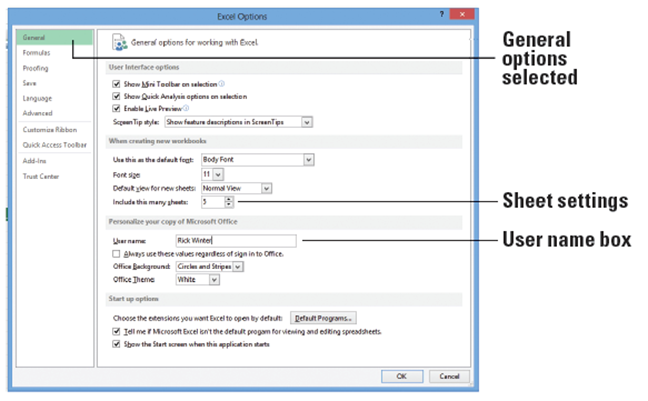 Excel Options
? ×
General
Formulas
Proofing
Save
Language
Advanced
Customize Ribbon
Quick Access Toolbar
Add-Ins
Trust Center
General options for working with Excel.
User Interface options
Show Mini Toolbar on selection
Show Quick Analysis options on selection
Enable Live Preview
ScreenTip style: Show feature descriptions in ScreenTips
When creating new workbooks
Use this as the default font: Body Font
Font size: 11
Default view for new sheets: Normal View
Include this many sheets: 5
Personalize your copy of Microsoft Office
User name: Rick Winter
Always use these values regardless of sign in to Office.
Office Background: Circles and Stripes
Office Theme: White
Start up options
Choose the extensions you want Excel to open by default: Default Programs...
Tell me if Microsoft Excel isn't the default progam for viewing and editing spreadsheets.
Show the Start screen when this application starts
OK Cancel
General
options
selected
Sheet settings
User name box